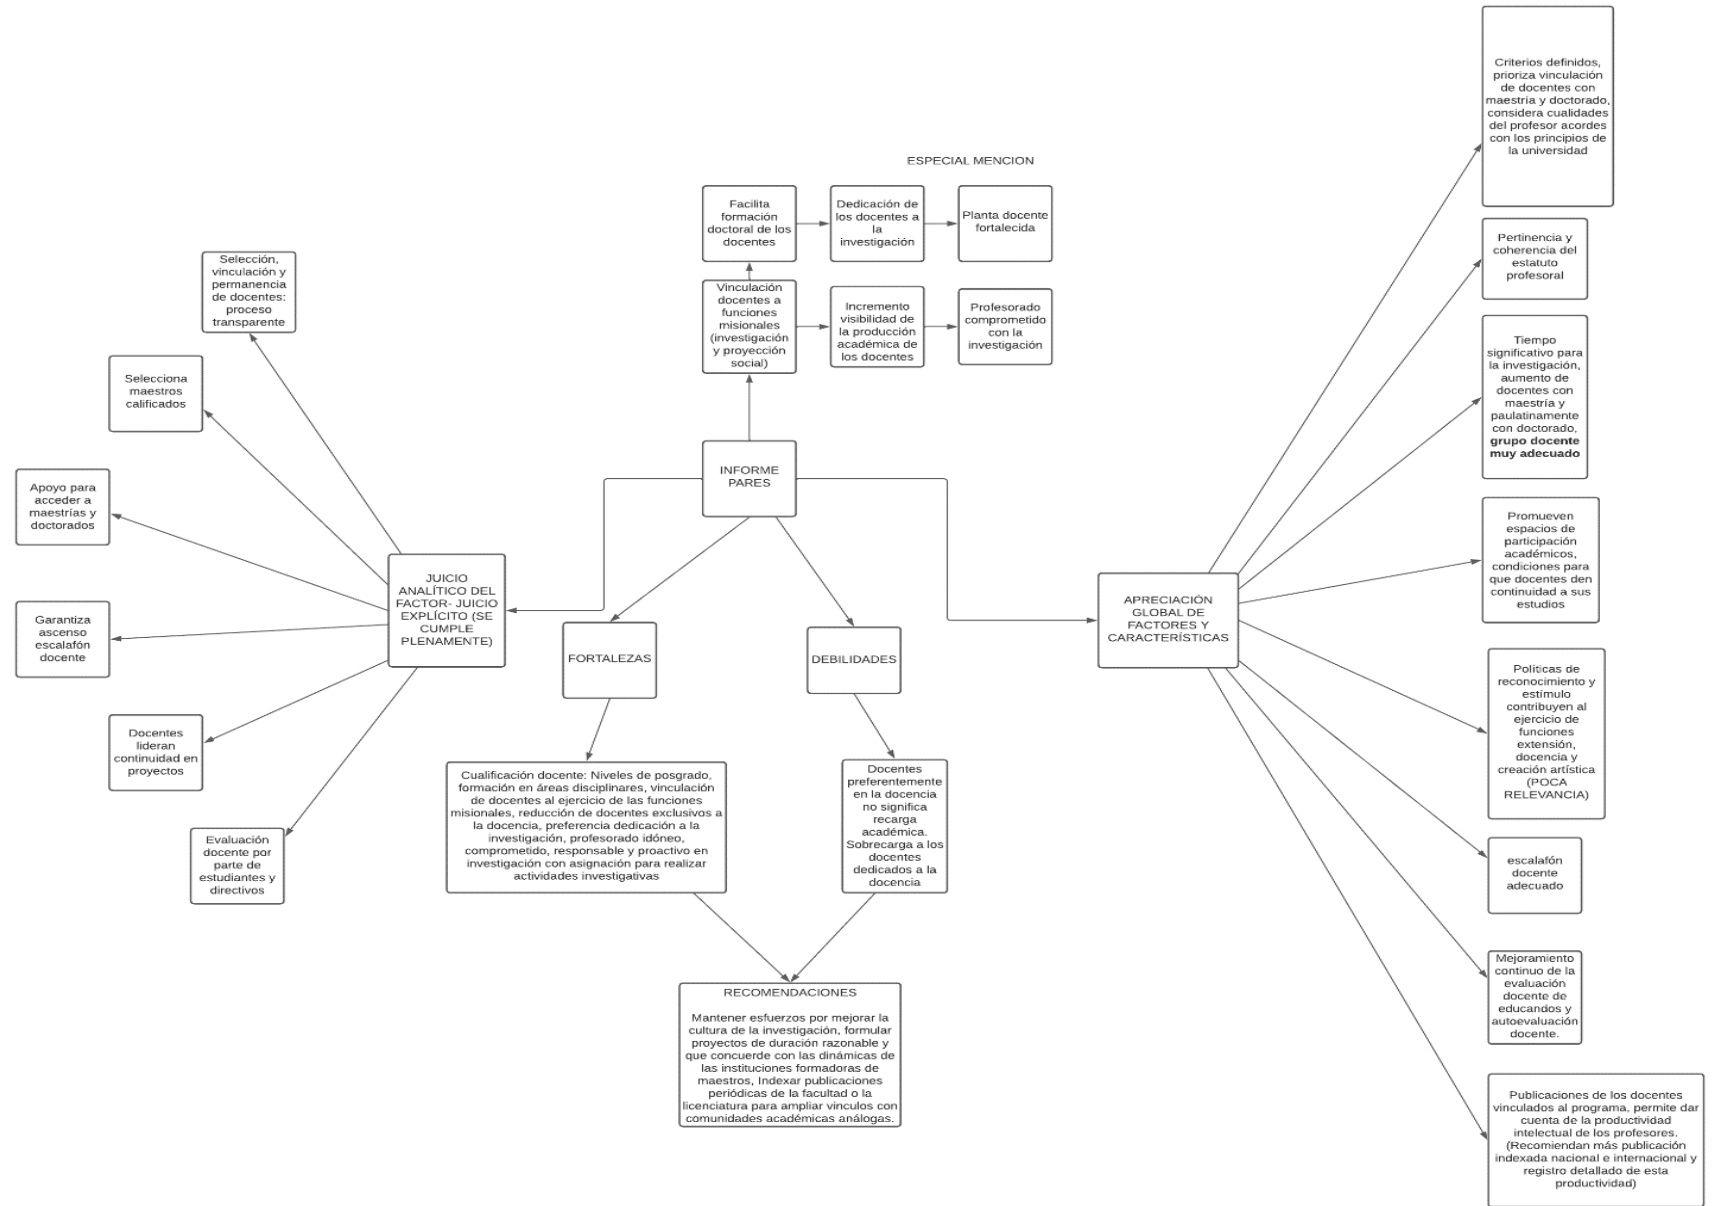 ESPECIAL MENCION
Facilita
formación
doctoral de los
docentes
Dedicación de
los docentes a
la
investigación
Planta docente
fortalecida
Vinculación
docentes a
funciones
misionales
(investigación
y proyección
social)
Incremento
visibilidad de
la producción
académica de
los docentes
Profesorado
comprometido
con la
investigación
INFORME
PARES
JUICIO
ANALÍTICO DEL
FACTOR- JUICIO
EXPLÍCITO (SE
CUMPLE
PLENAMENTE)
Selección,
vinculación y
permanencia
de docentes:
proceso
transparente
Selecciona
maestros
calificados
Apoyo para
acceder a
maestrías y
doctorados
Garantiza
ascenso
escalafón
docente
Docentes
lideran
continuidad en
proyectos
Evaluación
docente por
parte de
estudiantes y
directivos
FORTALEZAS
Cualificación docente: Niveles de posgrado,
formación en áreas disciplinares, vinculación
de docentes al ejercicio de las funciones
misionales, reducción de docentes exclusivos a
la docencia, preferencia dedicación a la
investigación, profesorado idóneo,
comprometido, responsable y proactivo en
investigación con asignación para realizar
actividades investigativas
DEBILIDADES
Docentes
preferentemente
en la docencia
no significa
recarga
académica.
Sobrecarga a los
docentes
dedicados a la
docencia
RECOMENDACIONES
Mantener esfuerzos por mejorar la
cultura de la investigación, formular
proyectos de duración razonable y
que concuerde con las dinámicas de
las instituciones formadoras de
maestros, Indexar publicaciones
periódicas de la facultad o la
licenciatura para ampliar vinculos con
comunidades académicas análogas.
APRECIACIÓN
GLOBAL DE
FACTORES Y
CARACTERÍSTICAS
Criterios definidos,
prioriza vinculación
de docentes con
maestría y doctorado,
considera cualidades
del profesor acordes
con los principios de
la universidad
Pertinencia y
coherencia del
estatuto
profesoral
Tiempo
significativo para
la investigación,
aumento de
docentes con
maestría y
paulatinamente
con doctorado,
grupo docente
muy adecuado
Promueven
espacios de
participación
académicos,
condiciones para
que docentes den
continuidad a sus
estudios
Políticas de
reconocimiento y
estímulo
contribuyen al
ejercicio de
funciones
extensión,
docencia y
creación artística
(POCA
RELEVANCIA)
escalafón
docente
adecuado
Mejoramiento
continuo de la
evaluación
docente de
educandos y
autoevaluación
docente.
Publicaciones de los docentes
vinculados al programa, permite dar
cuenta de la productividad
intelectual de los profesores.
(Recomiendan más publicación
indexada nacional e internacional y
registro detallado de esta
productividad)